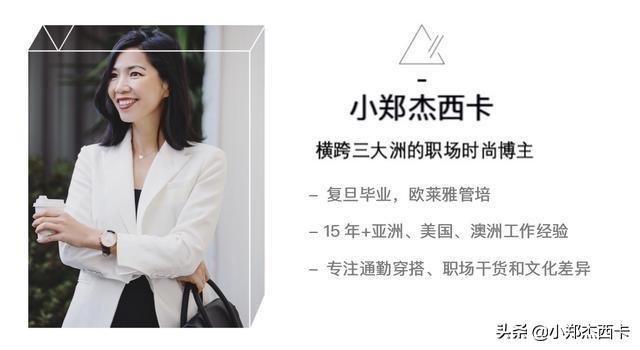 小郑杰西卡
横跨三大洲的职场时尚博主
– 复旦毕业，欧莱雅管培
– 15 年+亚洲、美国、澳洲工作经验
– 专注通勤穿搭、职场干货和文化差异
头条 @小郑杰西卡